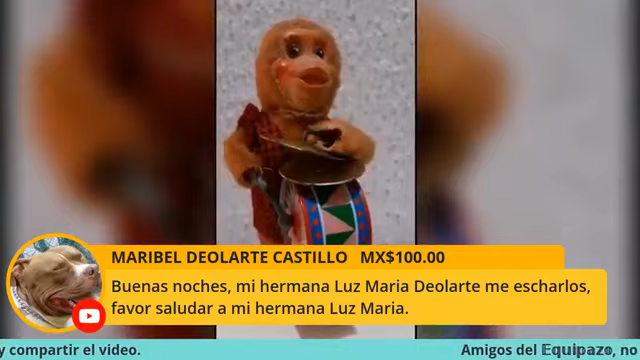 MARIBEL DEOLARTE CASTILLO MX$100.00
Buenas noches, mi hermana Luz Maria Deolarte me escharlos,
favor saludar a mi hermana Luz Maria.
y compartir el video. Amigos del Equipazo, no